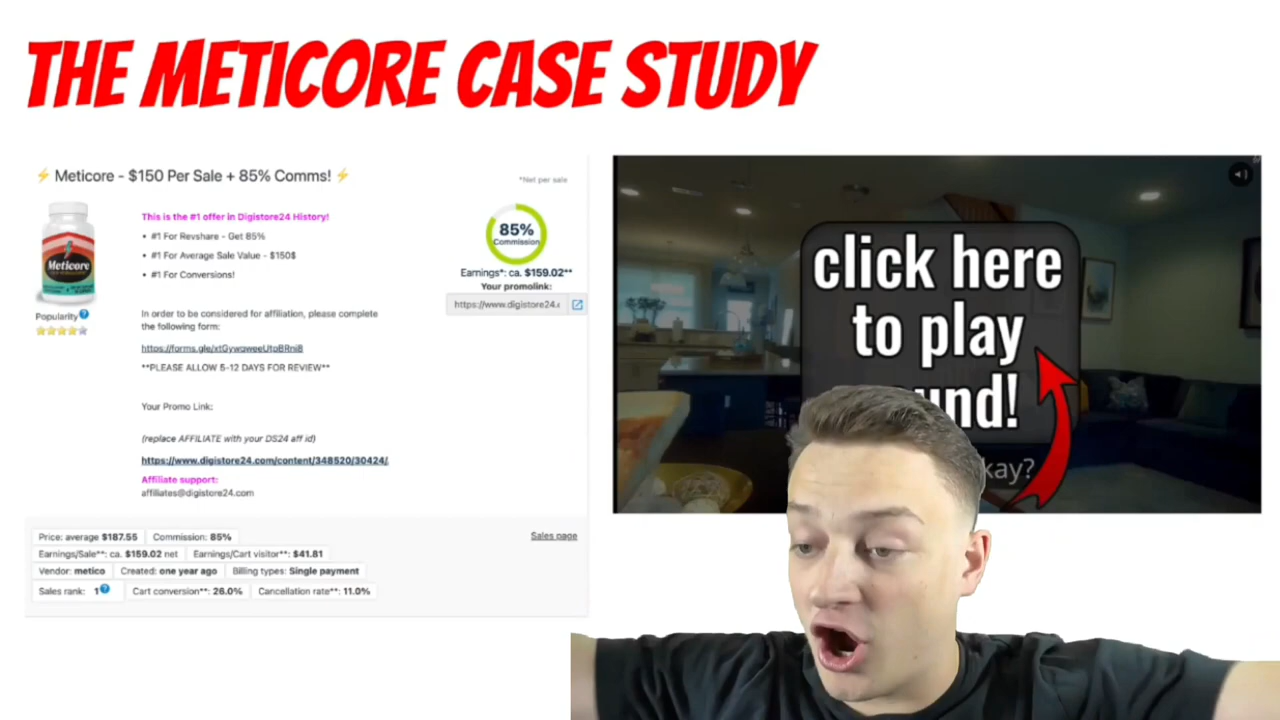 THE METICORE CASE STUDY
⚡ Meticore - $150 Per Sale + 85% Comms! ⚡
*Net per sale
This is the #1 offer in Digistore24 History!
• #1 For Revshare - Get 85%
• #1 For Average Sale Value - $150$
• #1 For Conversions!
85%
Commission
Earnings*: ca. $159.02**
Your promolink:
https://www.digistore24.c
Meticore
Popularity
In order to be considered for affiliation, please complete
the following form:
**PLEASE ALLOW 5-12 DAYS FOR REVIEW**
Your Promo Link:
(replace AFFILIATE with your DS24 aff id)
https://www.digistore24.com/content/348520/30424/
Affiliate support:
affiliates@digistore24.com
Price: average $187.55 Commission: 85%
Sales page
Earnings/Sale**: ca. $159.02 net Earnings/Cart visitor**: $41.81
Vendor: metico Created: one year ago Billing types: Single payment
Sales rank: 1 Cart conversion**: 26.0% Cancellation rate**: 11.0%
click here
to play
und!
kay?